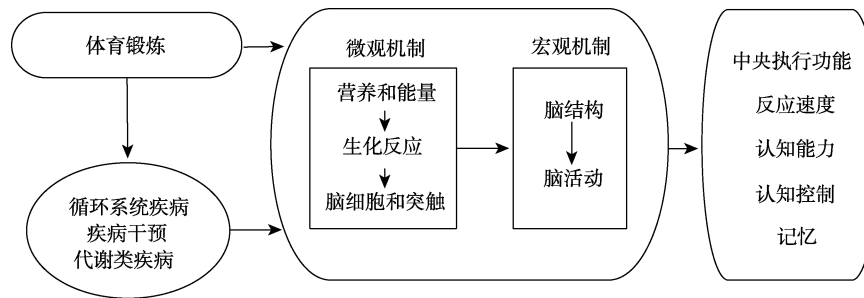 体育锻炼
循环系统疾病
疾病干预
代谢类疾病
微观机制
营养和能量
生化反应
脑细胞和突触
宏观机制
脑结构
脑活动
中央执行功能
反应速度
认知能力
认知控制
记忆